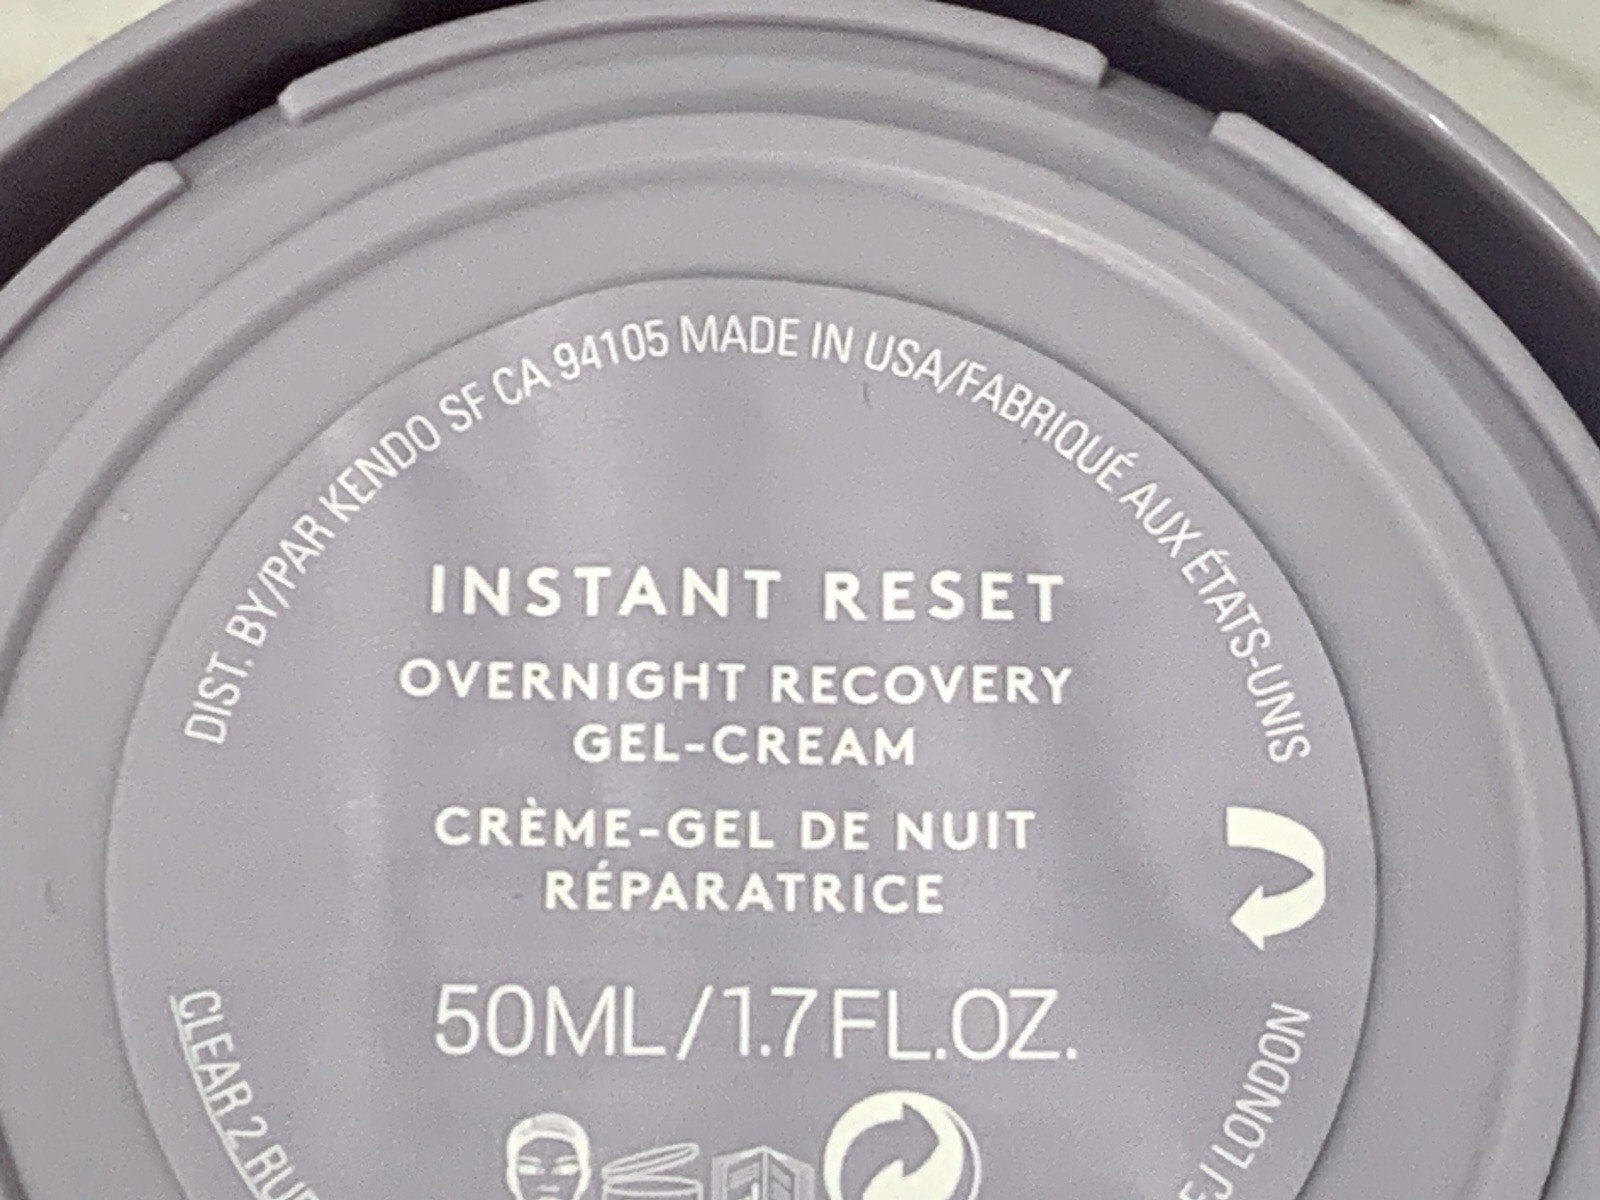 DIST. BY/PAR KENDO SF CA 94105 MADE IN USA/FABRIQUÉ AUX ÉTATS-UNIS
INSTANT RESET
OVERNIGHT RECOVERY
GEL-CREAM
CRÈME-GEL DE NUIT
RÉPARATRICE
50ML/1.7FL.OZ.
CLEAR 2
LONDON